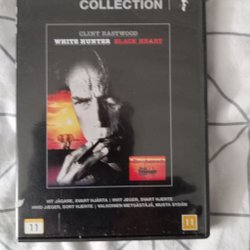 COLLECTION
CLINT EASTWOOD
WHITE HUNTER BLACK HEART
VIT JÄGARE, SVART HJÄRTA | HVIT JEGER, SVART HJERTE
HVID JÆGER, SORT HJERTE | VALKOINEN METSÄSTÄJÄ, MUSTA SYDÄN
11
11